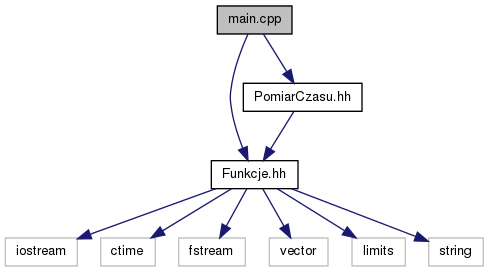 main.cpp
PomiarCzasu.hh
Funkcje.hh
iostream
ctime
fstream
vector
limits
string